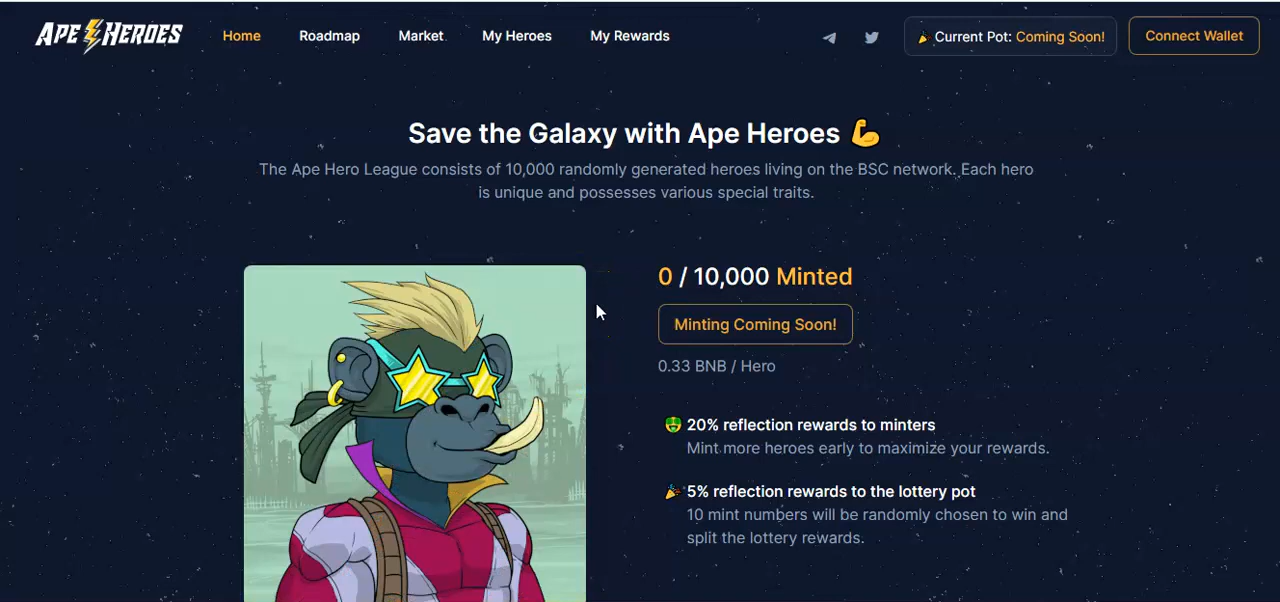 APE HEROES
Home
Roadmap
Market
My Heroes
My Rewards
Current Pot: Coming Soon!
Connect Wallet
Save the Galaxy with Ape Heroes 💪
The Ape Hero League consists of 10,000 randomly generated heroes living on the BSC network. Each hero
is unique and possesses various special traits.
0 / 10,000 Minted
Minting Coming Soon!
0.33 BNB / Hero
20% reflection rewards to minters
Mint more heroes early to maximize your rewards.
5% reflection rewards to the lottery pot
10 mint numbers will be randomly chosen to win and
split the lottery rewards.